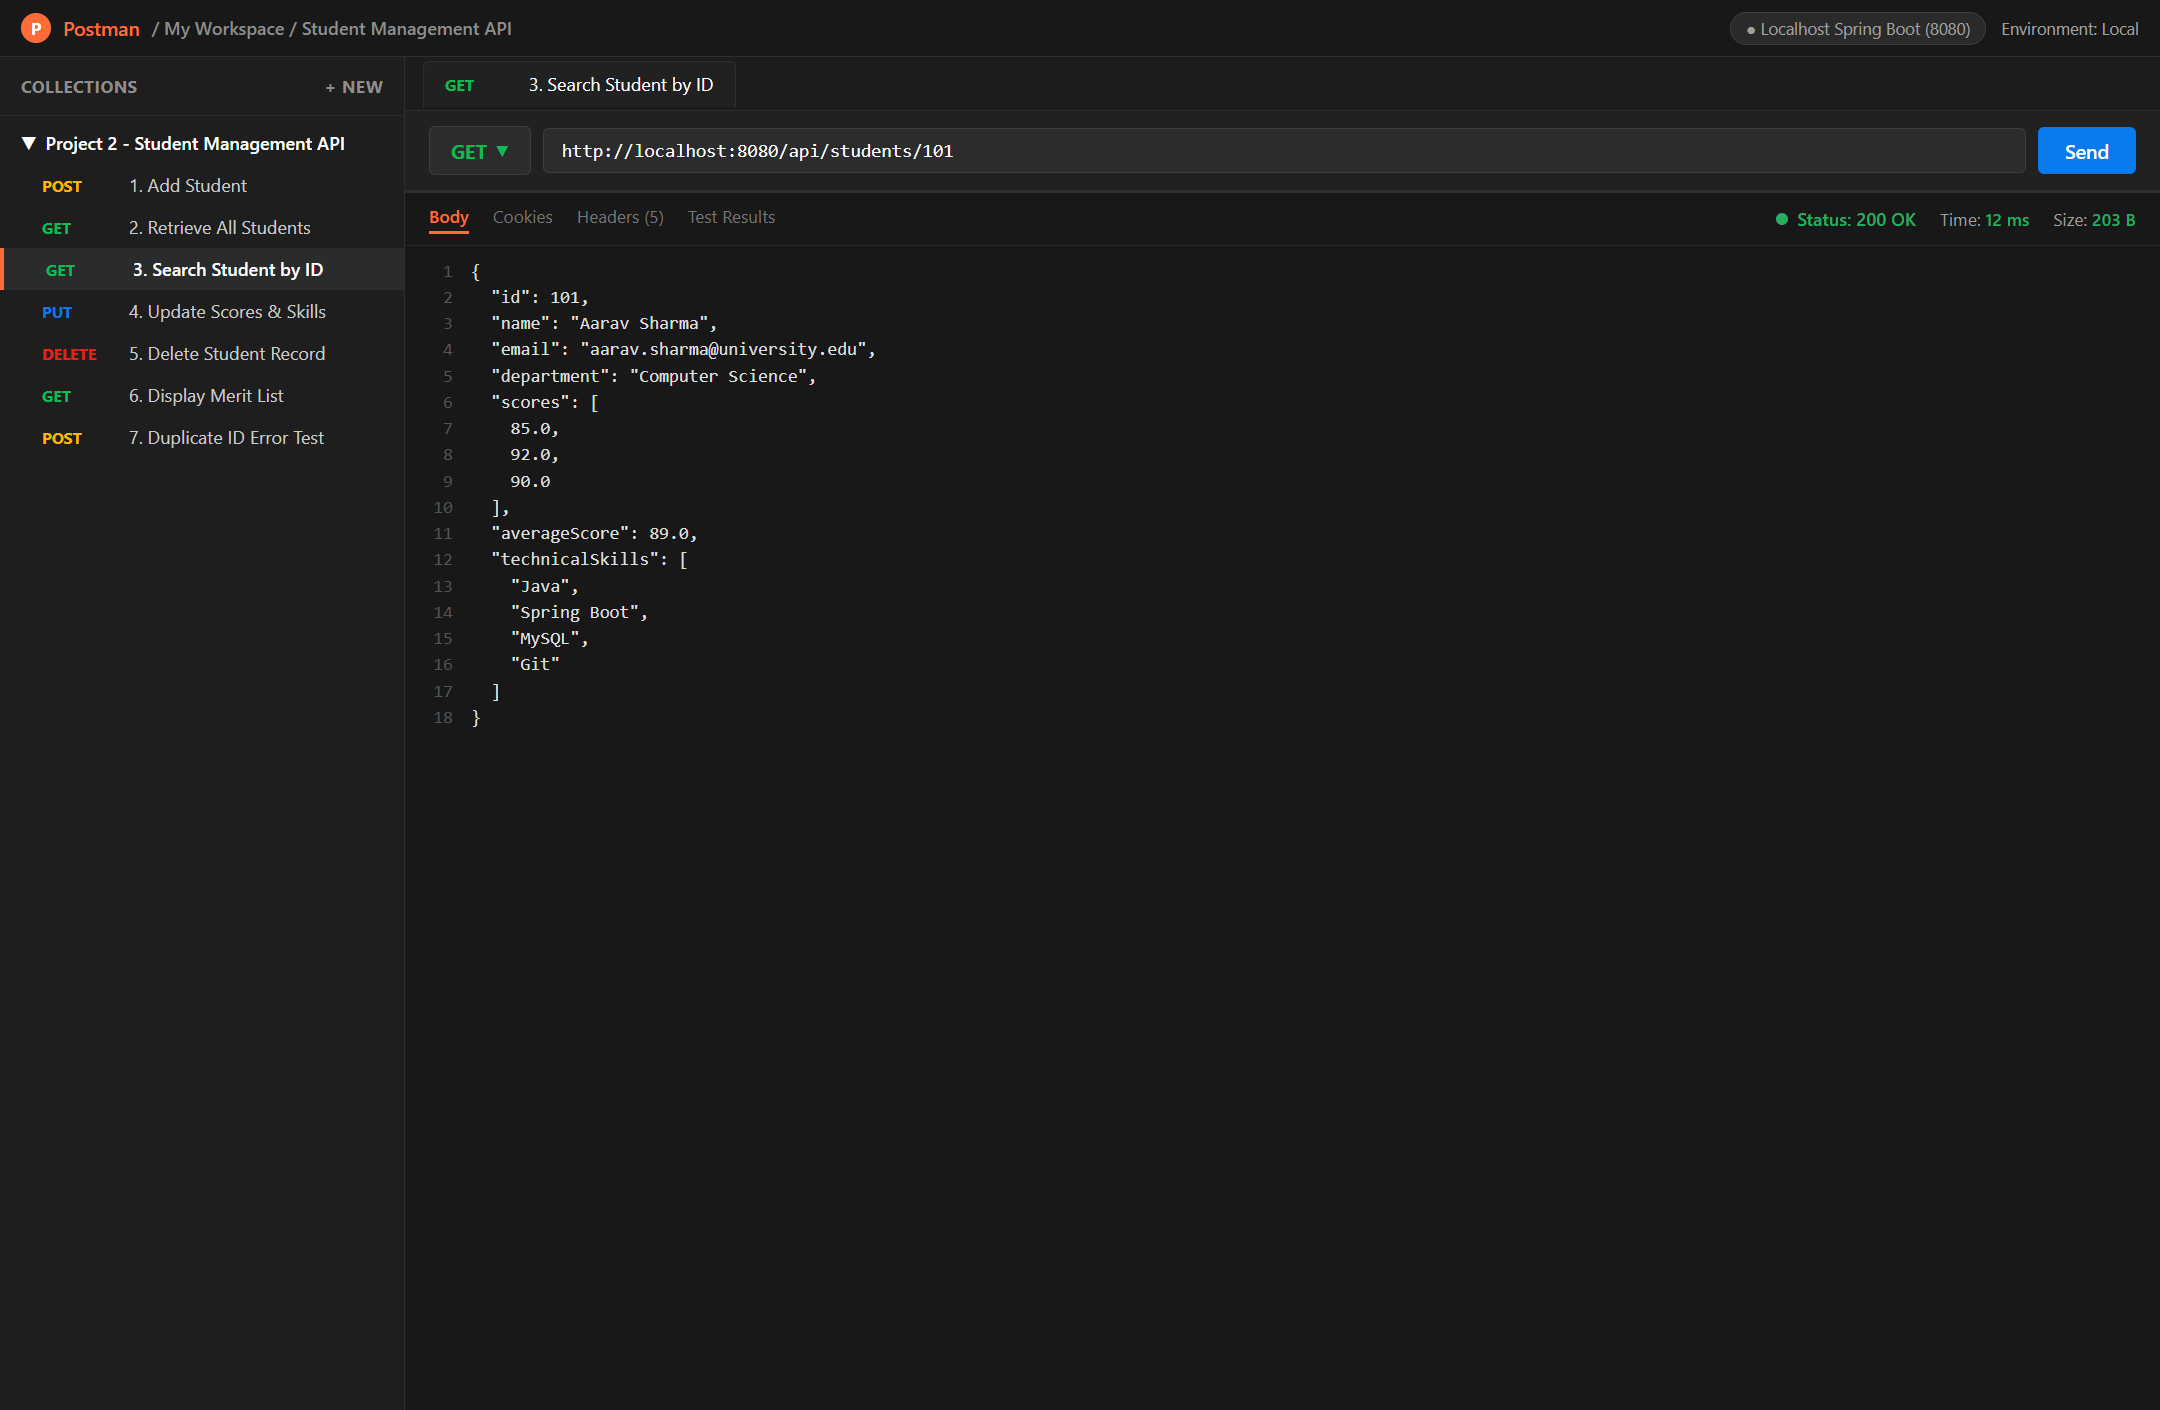 P Postman / My Workspace / Student Management API ● Localhost Spring Boot (8080) Environment: Local
COLLECTIONS + NEW
▼ Project 2 - Student Management API
POST 1. Add Student
GET 2. Retrieve All Students
GET 3. Search Student by ID
PUT 4. Update Scores & Skills
DELETE 5. Delete Student Record
GET 6. Display Merit List
POST 7. Duplicate ID Error Test
GET 3. Search Student by ID
GET ▼ http://localhost:8080/api/students/101 Send
Body Cookies Headers (5) Test Results Status: 200 OK Time: 12 ms Size: 203 B
1 {
2   "id": 101,
3   "name": "Aarav Sharma",
4   "email": "aarav.sharma@university.edu",
5   "department": "Computer Science",
6   "scores": [
7     85.0,
8     92.0,
9     90.0
10   ],
11   "averageScore": 89.0,
12   "technicalSkills": [
13     "Java",
14     "Spring Boot",
15     "MySQL",
16     "Git"
17   ]
18 }